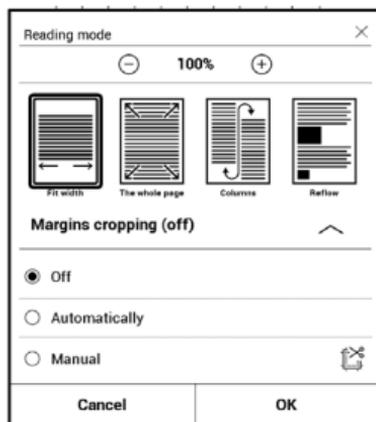 Reading mode
100%
Fit width The whole page Columns Reflow
Margins cropping (off)
Off
Automatically
Manual
Cancel OK